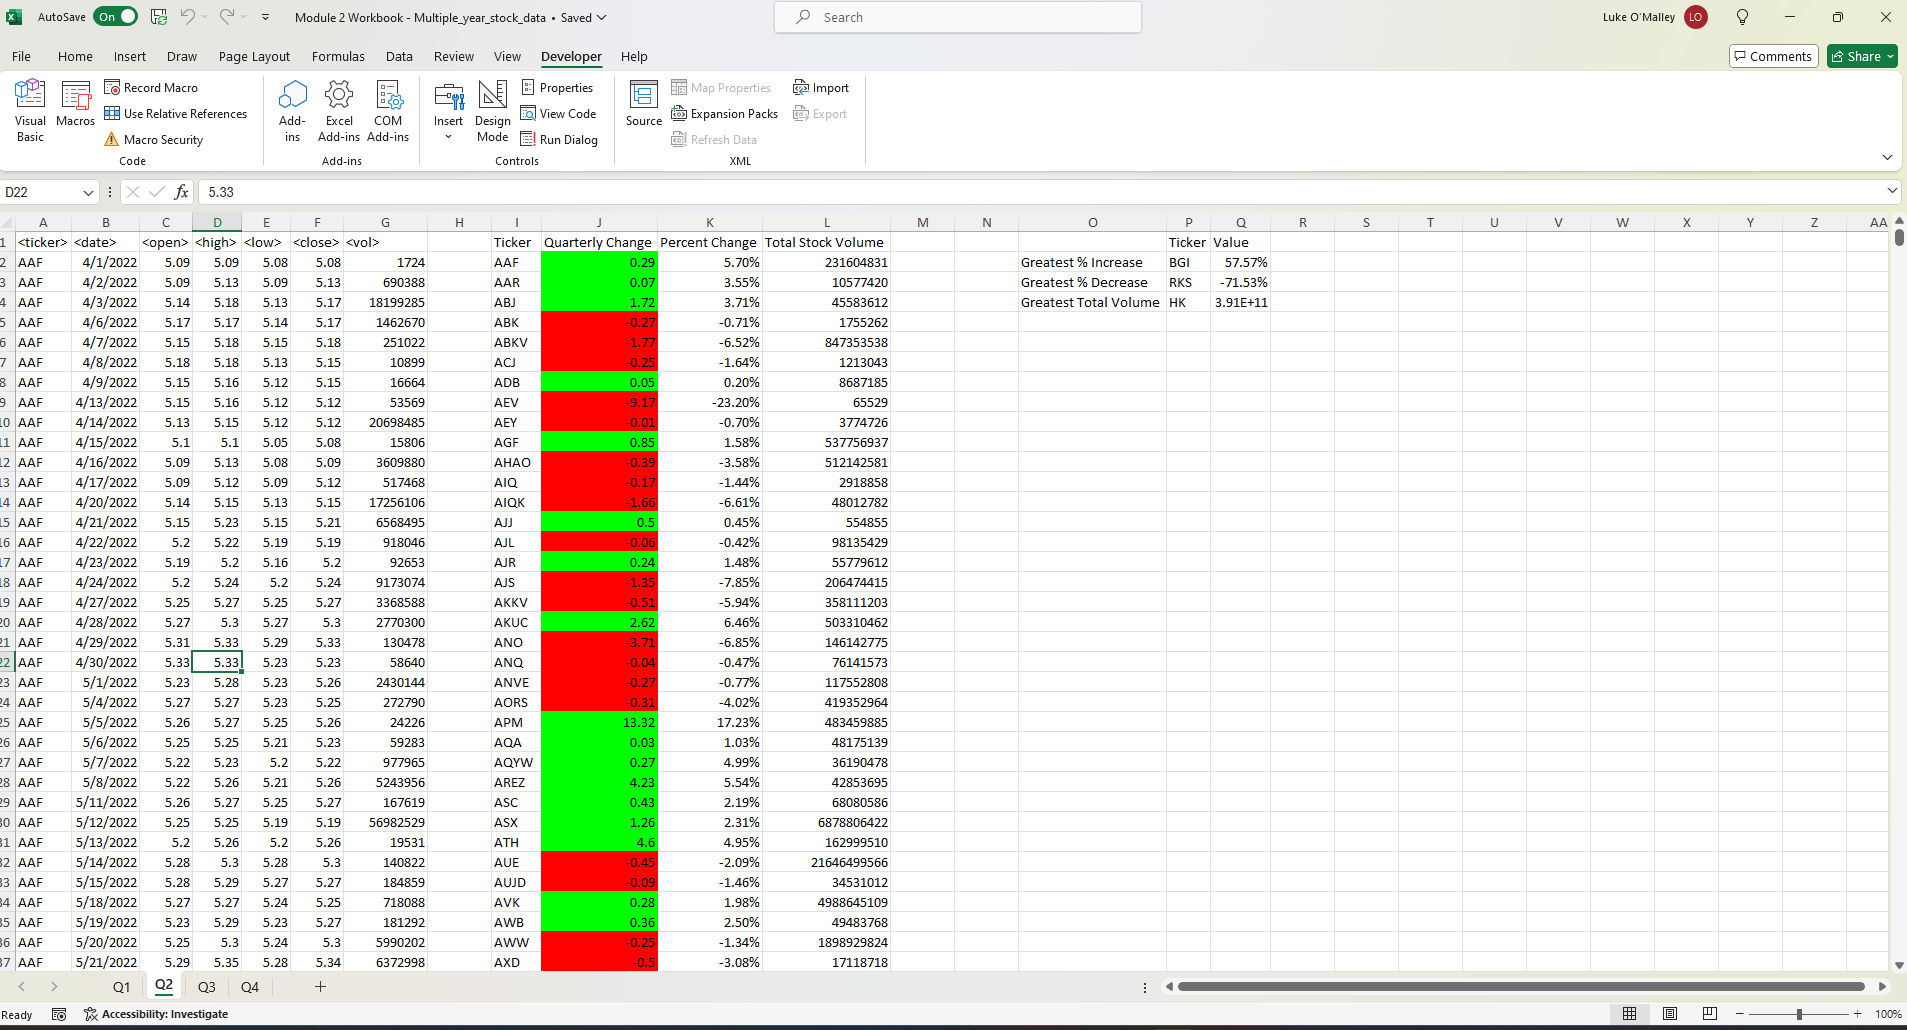 AutoSave On Module 2 Workbook - Multiple_year_stock_data • Saved Search Luke O'Malley LO
File Home Insert Draw Page Layout Formulas Data Review View Developer Help Comments Share
Visual Basic Macros Record Macro Use Relative References Macro Security Code
Add-ins Excel Add-ins COM Add-ins Add-ins
Insert Design Mode Properties View Code Run Dialog Controls
Source Map Properties Expansion Packs Refresh Data Import Export XML
D22 fx 5.33
A B C D E F G H I J K L M N O P Q R S T U V W X Y Z AA
1 <ticker> <date> <open> <high> <low> <close> <vol> Ticker Quarterly Change Percent Change Total Stock Volume Ticker Value
2 AAF 4/1/2022 5.09 5.09 5.08 5.08 1724 AAF 0.29 5.70% 231604831 Greatest % Increase BGI 57.57%
3 AAF 4/2/2022 5.09 5.13 5.09 5.13 690388 AAR 0.07 3.55% 10577420 Greatest % Decrease RKS -71.53%
4 AAF 4/3/2022 5.14 5.18 5.13 5.17 18199285 ABJ 1.72 3.71% 45583612 Greatest Total Volume HK 3.91E+11
5 AAF 4/6/2022 5.17 5.17 5.14 5.17 1462670 ABK -0.27 -0.71% 1755262
6 AAF 4/7/2022 5.15 5.18 5.15 5.18 251022 ABKV -1.77 -6.52% 847353538
7 AAF 4/8/2022 5.18 5.18 5.13 5.15 10899 ACJ -0.25 -1.64% 1213043
8 AAF 4/9/2022 5.15 5.16 5.12 5.15 16664 ADB 0.05 0.20% 8687185
9 AAF 4/13/2022 5.15 5.16 5.12 5.12 53569 AEV -9.17 -23.20% 65529
10 AAF 4/14/2022 5.13 5.15 5.12 5.12 20698485 AEY -0.01 -0.70% 3774726
11 AAF 4/15/2022 5.1 5.1 5.05 5.08 15806 AGF 0.85 1.58% 537756937
12 AAF 4/16/2022 5.09 5.13 5.08 5.09 3609880 AHAO -0.39 -3.58% 512142581
13 AAF 4/17/2022 5.09 5.12 5.09 5.12 517468 AIQ -0.17 -1.44% 2918858
14 AAF 4/20/2022 5.14 5.15 5.13 5.15 17256106 AIQK -1.66 -6.61% 48012782
15 AAF 4/21/2022 5.15 5.23 5.15 5.21 6568495 AJJ 0.5 0.45% 554855
16 AAF 4/22/2022 5.2 5.22 5.19 5.19 918046 AJL -0.06 -0.42% 98135429
17 AAF 4/23/2022 5.19 5.2 5.16 5.2 92653 AJR 0.24 1.48% 55779612
18 AAF 4/24/2022 5.2 5.24 5.2 5.24 9173074 AJS -1.35 -7.85% 206474415
19 AAF 4/27/2022 5.25 5.27 5.25 5.27 3368588 AKKV -0.51 -5.94% 358111203
20 AAF 4/28/2022 5.27 5.3 5.27 5.3 2770300 AKUC 2.62 6.46% 503310462
21 AAF 4/29/2022 5.31 5.33 5.29 5.33 130478 ANO -3.71 -6.85% 146142775
22 AAF 4/30/2022 5.33 5.33 5.23 5.23 58640 ANQ -0.04 -0.47% 76141573
23 AAF 5/1/2022 5.23 5.28 5.23 5.26 2430144 ANVE -0.27 -0.77% 117552808
24 AAF 5/4/2022 5.27 5.27 5.23 5.25 272790 AORS -0.31 -4.02% 419352964
25 AAF 5/5/2022 5.26 5.27 5.25 5.26 24226 APM 13.32 17.23% 483459885
26 AAF 5/6/2022 5.25 5.25 5.21 5.23 59283 AQA 0.03 1.03% 48175139
27 AAF 5/7/2022 5.22 5.23 5.2 5.22 977965 AQYW 0.27 4.99% 36190478
28 AAF 5/8/2022 5.22 5.26 5.21 5.26 5243956 AREZ 4.23 5.54% 42853695
29 AAF 5/11/2022 5.26 5.27 5.25 5.27 167619 ASC 0.43 2.19% 68080586
30 AAF 5/12/2022 5.25 5.25 5.19 5.19 56982529 ASX 1.26 2.31% 6878806422
31 AAF 5/13/2022 5.2 5.26 5.2 5.26 19531 ATH 4.6 4.95% 162999510
32 AAF 5/14/2022 5.28 5.3 5.28 5.3 140822 AUE -0.45 -2.09% 21646499566
33 AAF 5/15/2022 5.28 5.29 5.27 5.27 184859 AUJD -0.09 -1.46% 34531012
34 AAF 5/18/2022 5.27 5.27 5.24 5.25 718088 AVK 0.28 1.98% 4988645109
35 AAF 5/19/2022 5.23 5.29 5.23 5.27 181292 AWB 0.36 2.50% 49483768
36 AAF 5/20/2022 5.25 5.3 5.24 5.3 5990202 AWW -0.25 -1.34% 1898929824
37 AAF 5/21/2022 5.29 5.35 5.28 5.34 6372998 AXD -0.5 -3.08% 17118718
Q1 Q2 Q3 Q4
Ready Accessibility: Investigate 100%